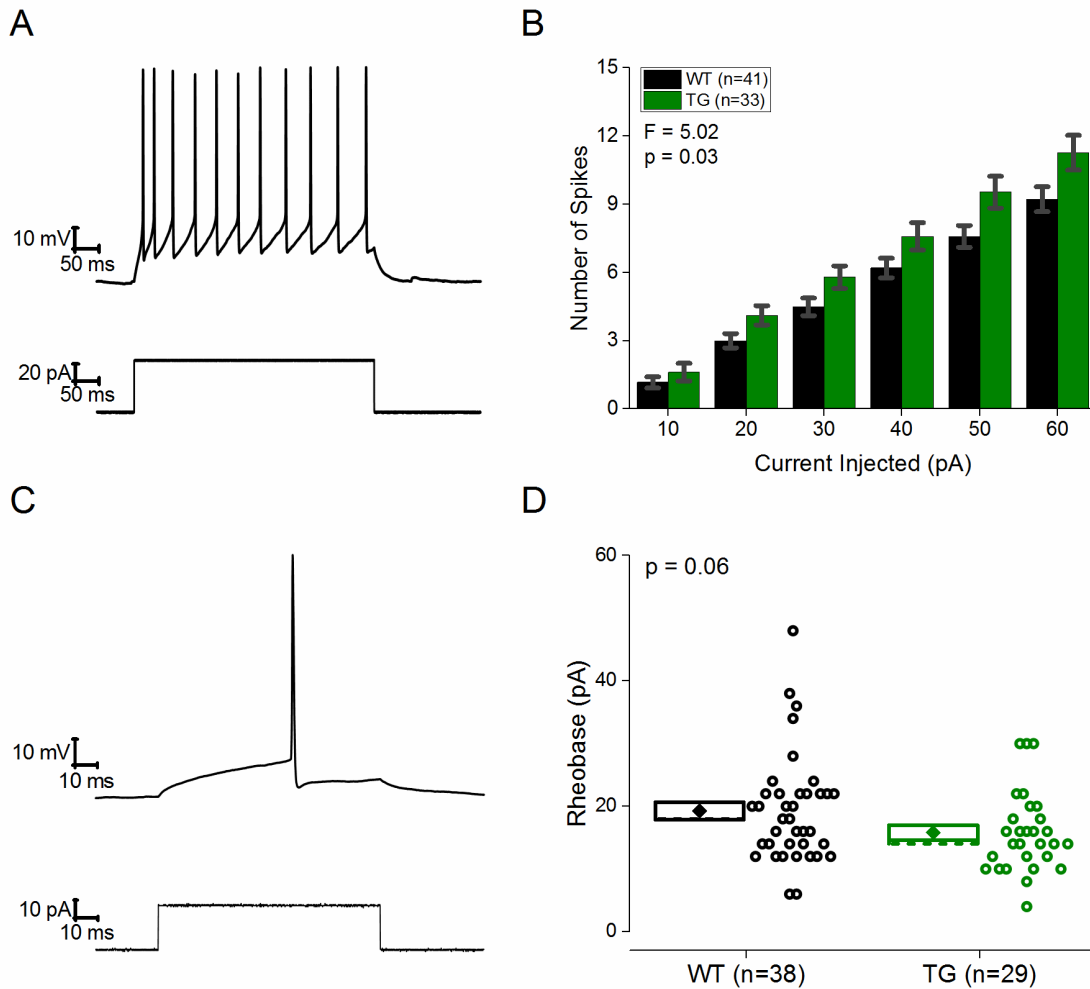 A
10 mV
50 ms
20 pA
50 ms
B
15
12
9
6
3
0
Number of Spikes
WT (n=41)
TG (n=33)
F = 5.02
p = 0.03
10 20 30 40 50 60
Current Injected (pA)
C
10 mV
10 ms
10 pA
10 ms
D
60
40
20
0
Rheobase (pA)
p = 0.06
WT (n=38) TG (n=29)